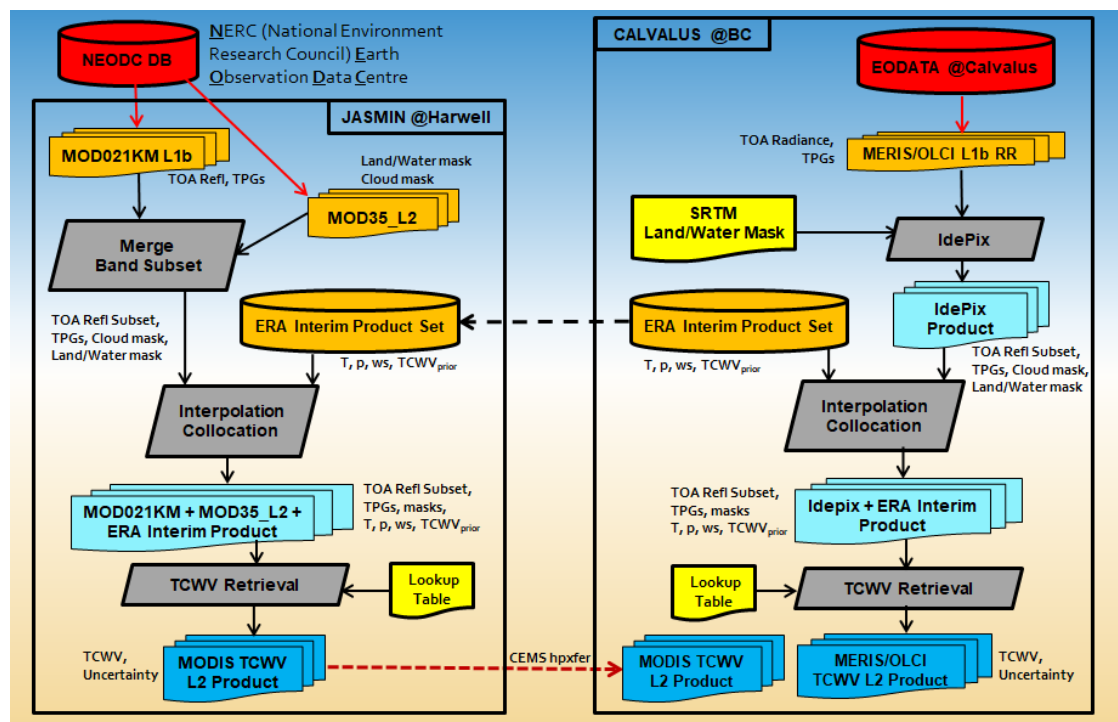 NEODC DB
NERC (National Environment
Research Council) Earth
Observation Data Centre
JASMIN @Harwell
MOD021KM L1b
TOA Refl, TPGs
Land/Water mask
Cloud mask
MOD35_L2
Merge
Band Subset
TOA Refl Subset,
TPGs, Cloud mask,
Land/Water mask
ERA Interim Product Set
T, p, ws, TCWVprior
Interpolation
Collocation
TOA Refl Subset,
TPGs, masks,
T, p, ws, TCWVprior
MOD021KM + MOD35_L2 +
ERA Interim Product
TCWV Retrieval
Lookup
Table
TCWV,
Uncertainty
MODIS TCWV
L2 Product
CEMS hpxfer
CALVALUS @BC
EODATA @Calvalus
TOA Radiance,
TPGs
MERIS/OLCI L1b RR
SRTM
Land/Water Mask
IdePix
IdePix
Product
ERA Interim Product Set
T, p, ws, TCWVprior
TOA Refl Subset,
TPGs, Cloud mask,
Land/Water mask
Interpolation
Collocation
TOA Refl Subset,
TPGs, masks
T, p, ws, TCWVprior
Idepix + ERA Interim
Product
Lookup
Table
TCWV Retrieval
MODIS TCWV
L2 Product
MERIS/OLCI
TCWV L2 Product
TCWV,
Uncertainty